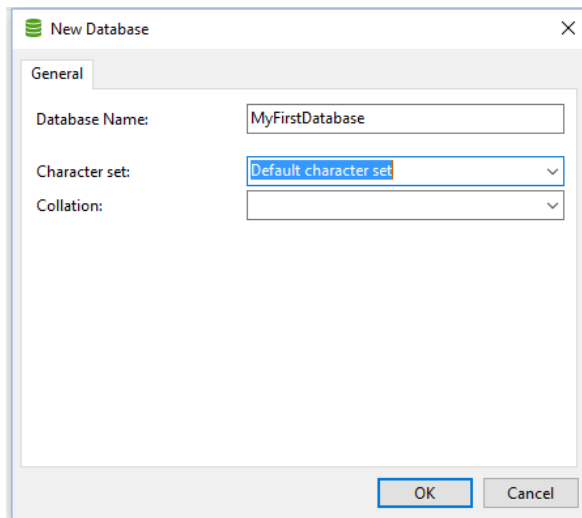 New Database
General
Database Name: MyFirstDatabase
Character set: Default character set
Collation:
OK Cancel